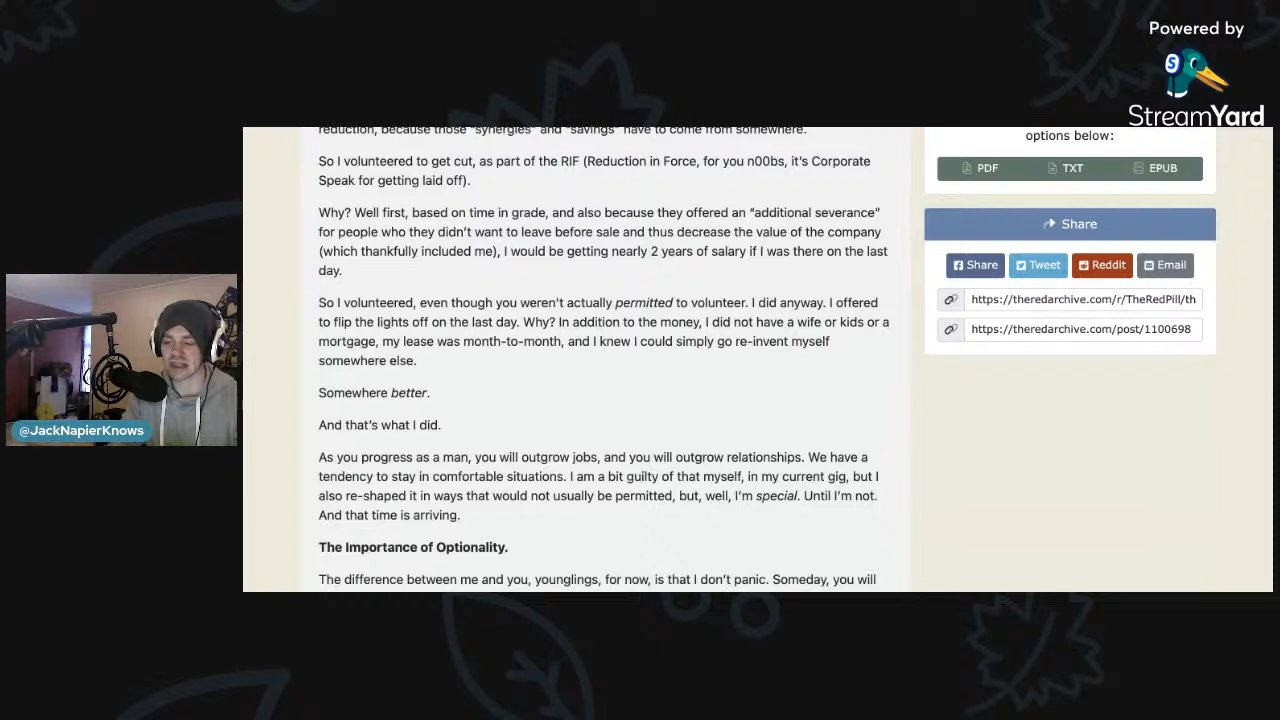 Powered by
StreamYard
reduction, because those "synergies" and "savings" have to come from somewhere.
So I volunteered to get cut, as part of the RIF (Reduction in Force, for you n00bs, it's Corporate
Speak for getting laid off).
Why? Well first, based on time in grade, and also because they offered an "additional severance"
for people who they didn't want to leave before sale and thus decrease the value of the company
(which thankfully included me), I would be getting nearly 2 years of salary if I was there on the last
day.
So I volunteered, even though you weren't actually permitted to volunteer. I did anyway. I offered
to flip the lights off on the last day. Why? In addition to the money, I did not have a wife or kids or a
mortgage, my lease was month-to-month, and I knew I could simply go re-invent myself
somewhere else.
Somewhere better.
And that's what I did.
As you progress as a man, you will outgrow jobs, and you will outgrow relationships. We have a
tendency to stay in comfortable situations. I am a bit guilty of that myself, in my current gig, but I
also re-shaped it in ways that would not usually be permitted, but, well, I'm special. Until I'm not.
And that time is arriving.
The Importance of Optionality.
The difference between me and you, younglings, for now, is that I don't panic. Someday, you will
options below:
PDF TXT EPUB
Share
Share Tweet Reddit Email
https://theredarchive.com/r/TheRedPill/th
https://theredarchive.com/post/1100698
@JackNapierKnows